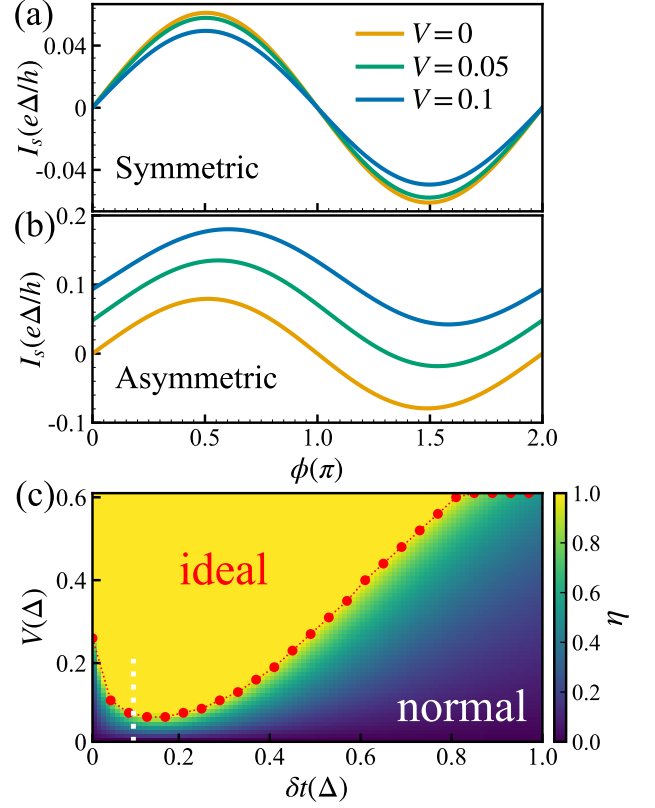 (a)
I_s(eΔ/h)
0.04
0
-0.04
V=0
V=0.05
V=0.1
Symmetric
(b)
I_s(eΔ/h)
0.2
0.1
0
-0.1
Asymmetric
0 0.5 1.0 1.5 2.0
ϕ(π)
(c)
V(Δ)
0.6
0.4
0.2
0
ideal
normal
0 0.2 0.4 0.6 0.8 1.0
δt(Δ)
1.0
0.8
0.6
0.4
0.2
0.0
η